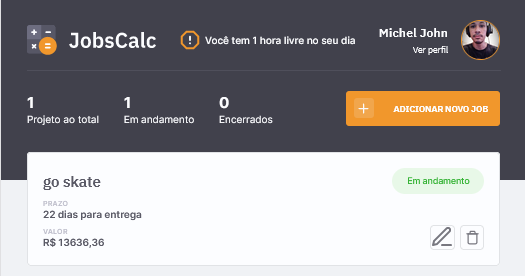 JobsCalc
Você tem 1 hora livre no seu dia
Michel John
Ver perfil
1
Projeto ao total
1
Em andamento
0
Encerrados
ADICIONAR NOVO JOB
go skate
Em andamento
PRAZO
22 dias para entrega
VALOR
R$ 13636,36